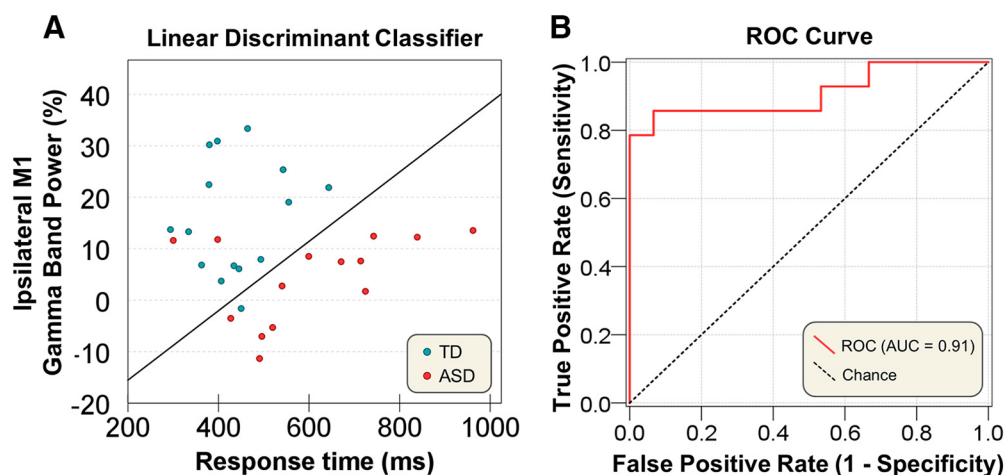 A
Linear Discriminant Classifier
Ipsilateral M1
Gamma Band Power (%)
40
30
20
10
0
-10
-20
200
400
600
800
1000
Response time (ms)
TD
ASD
B
ROC Curve
True Positive Rate (Sensitivity)
1.0
0.8
0.6
0.4
0.2
0.0
0.0
0.2
0.4
0.6
0.8
1.0
False Positive Rate (1 - Specificity)
ROC (AUC = 0.91)
Chance